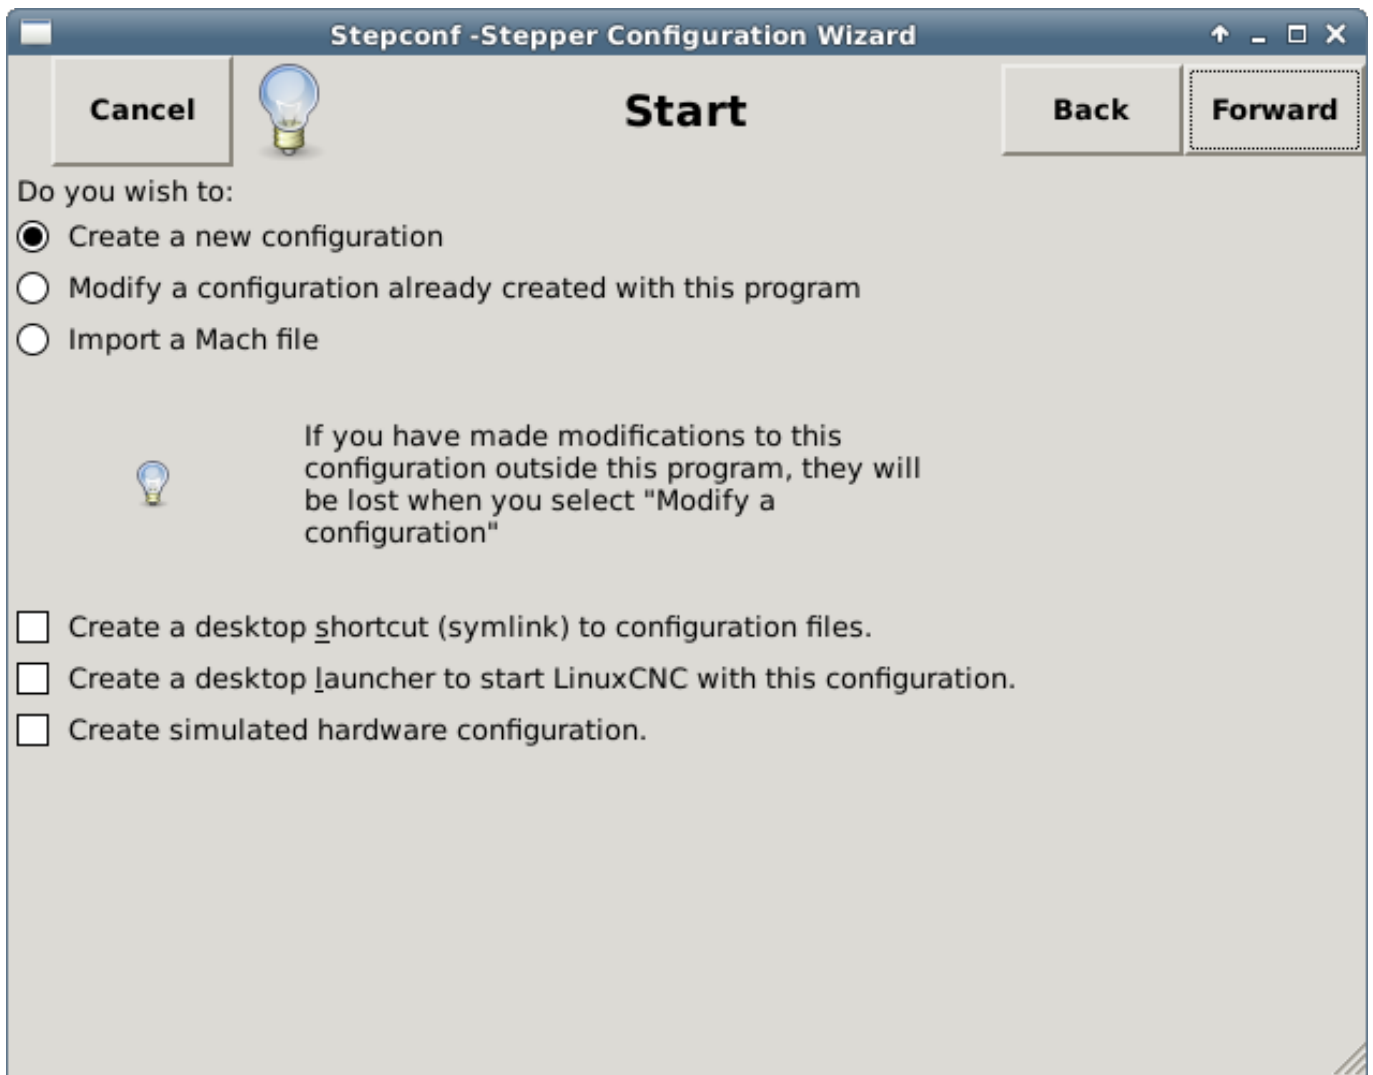 Stepconf -Stepper Configuration Wizard
Cancel
Start
Back
Forward
Do you wish to:
Create a new configuration
Modify a configuration already created with this program
Import a Mach file
If you have made modifications to this
configuration outside this program, they will
be lost when you select "Modify a
configuration"
Create a desktop shortcut (symlink) to configuration files.
Create a desktop launcher to start LinuxCNC with this configuration.
Create simulated hardware configuration.